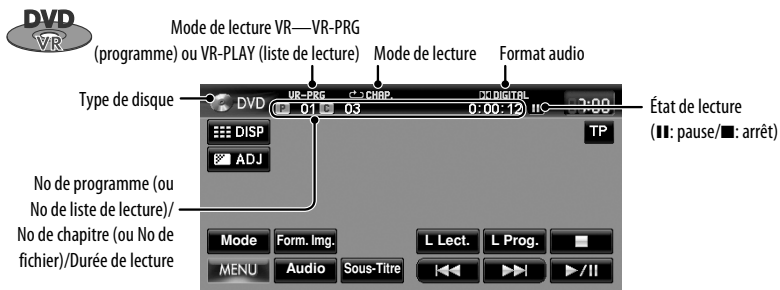 DVD
VR
Mode de lecture VR—VR-PRG
(programme) ou VR-PLAY (liste de lecture)
Mode de lecture
Format audio
Type de disque
DVD
VR-PRG
CHAP.
DIGITAL
P 01 C 03
0:00:12
TP
État de lecture
(II: pause/■: arrêt)
DISP
ADJ
No de programme (ou
No de liste de lecture)/
No de chapitre (ou No de
fichier)/Durée de lecture
Mode
Form. Img.
L Lect.
L Prog.
MENU
Audio
Sous-Titre